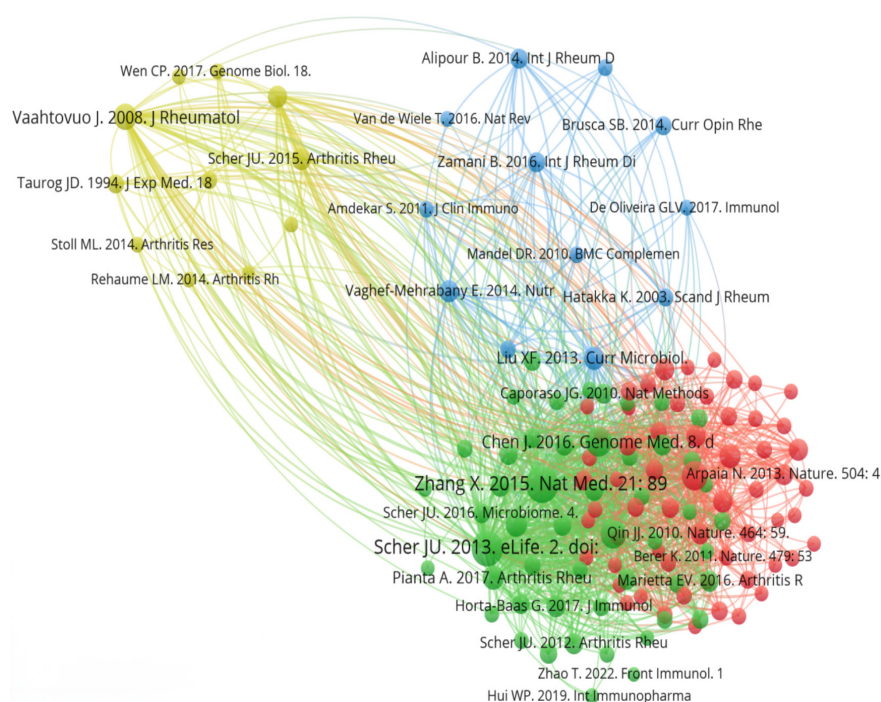 Alipour B. 2014. Int J Rheum D
Wen CP. 2017. Genome Biol. 18.
Vaahtovuo J. 2008. J Rheumatol
Van de Wiele T. 2016. Nat Rev
Brusca SB. 2014. Curr Opin Rhe
Scher JU. 2015. Arthritis Rheu
Zamani B. 2016. Int J Rheum Di
Taurog JD. 1994. J Exp Med. 18
Amdekar S. 2011. J Clin Immuno
De Oliveira GLV. 2017. Immunol
Stoll ML. 2014. Arthritis Res
Mandel DR. 2010. BMC Complemen
Rehaume LM. 2014. Arthritis Rh
Vaghef-Mehrabany E. 2014. Nutr
Hatakka K. 2003. Scand J Rheum
Liu XF. 2013. Curr Microbiol.
Caporaso JG. 2010. Nat Methods
Chen J. 2016. Genome Med. 8. d
Arpaia N. 2013. Nature. 504: 4
Zhang X. 2015. Nat Med. 21: 89
Scher JU. 2016. Microbiome. 4.
Qin JJ. 2010. Nature. 464: 59.
Scher JU. 2013. eLife. 2. doi:
Berer K. 2011. Nature. 479: 53
Pianta A. 2017. Arthritis Rheu
Marietta EV. 2016. Arthritis R
Horta-Baas G. 2017. J Immunol
Scher JU. 2012. Arthritis Rheu
Zhao T. 2022. Front Immunol. 1
Hui WP. 2019. Int Immunopharma